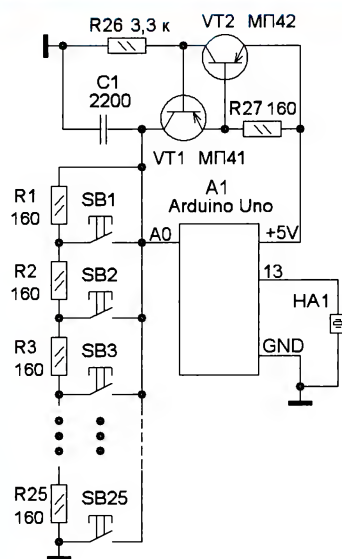 R26 3,3 к
VT2 МП42
C1
2200
R27 160
VT1 МП41
A1
Arduino Uno
R1
160
SB1
A0
+5V
R2
160
SB2
13
HA1
R3
160
SB3
GND
R25
160
SB25